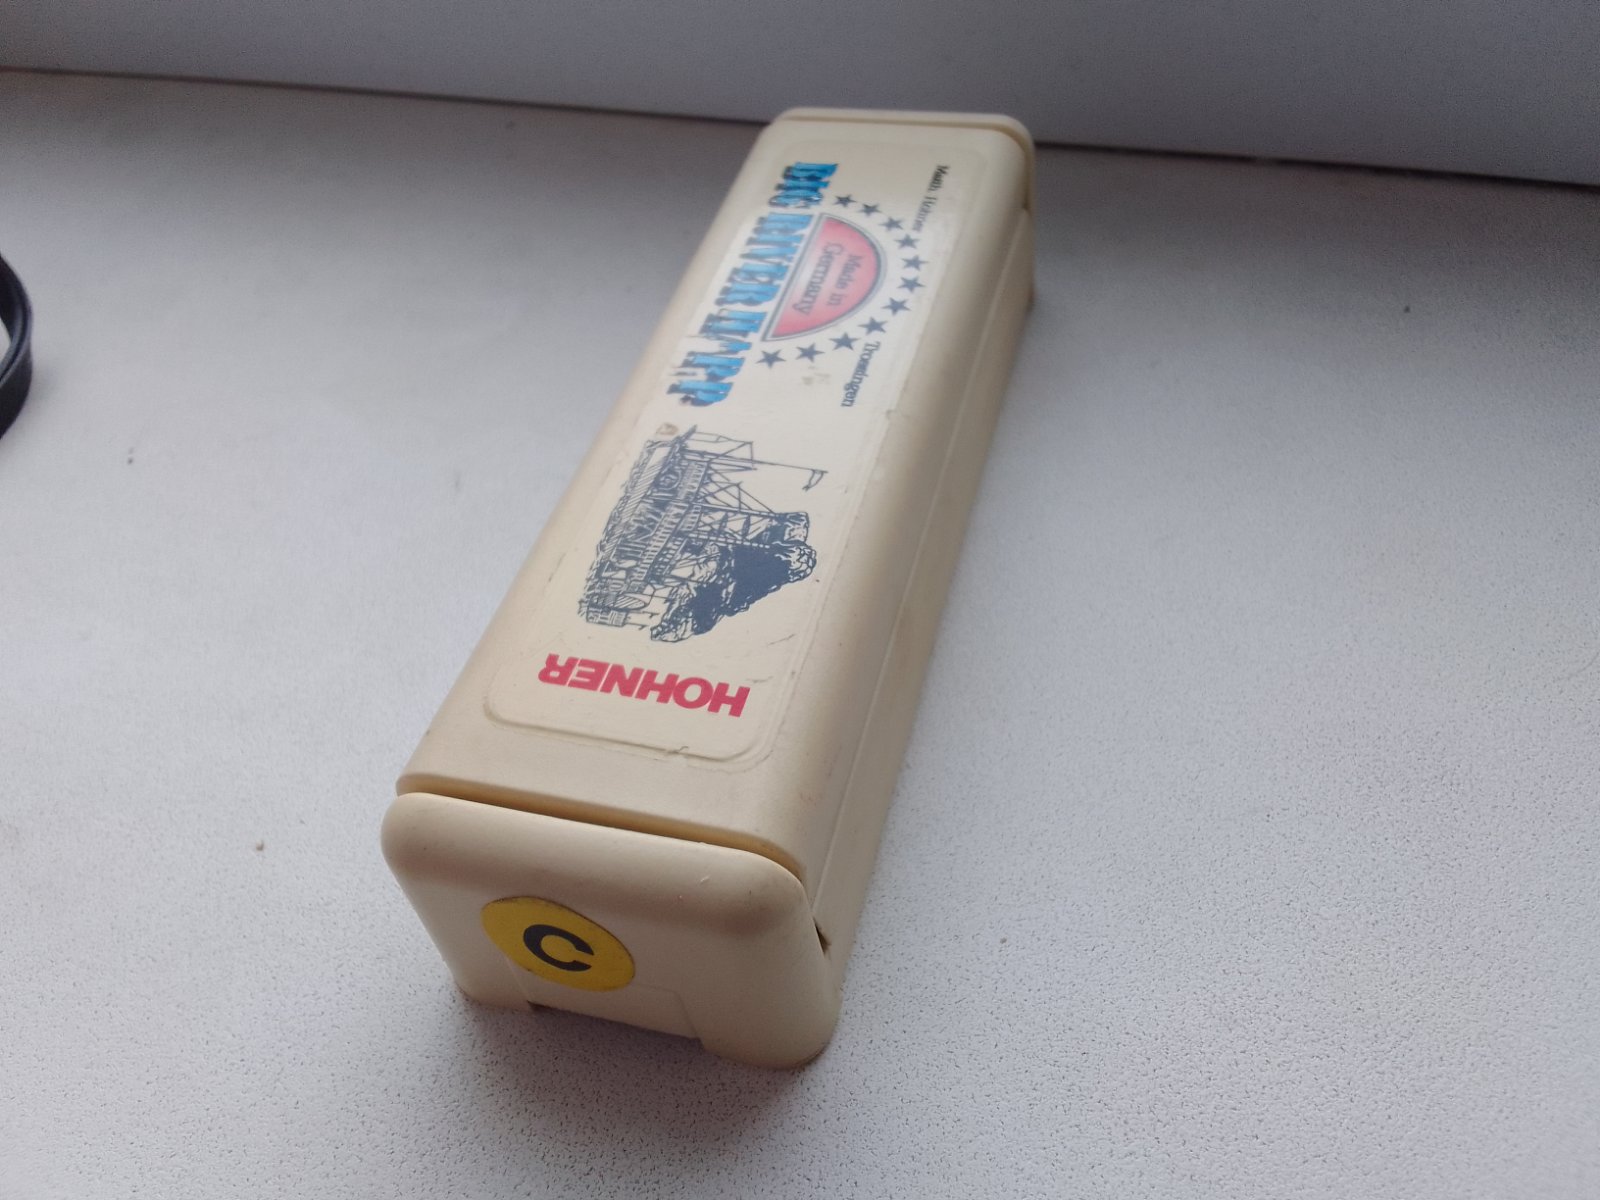 Matth. Hohner
Trossingen
Made in
Germany
BIG RIVER HARP
HOHNER
C